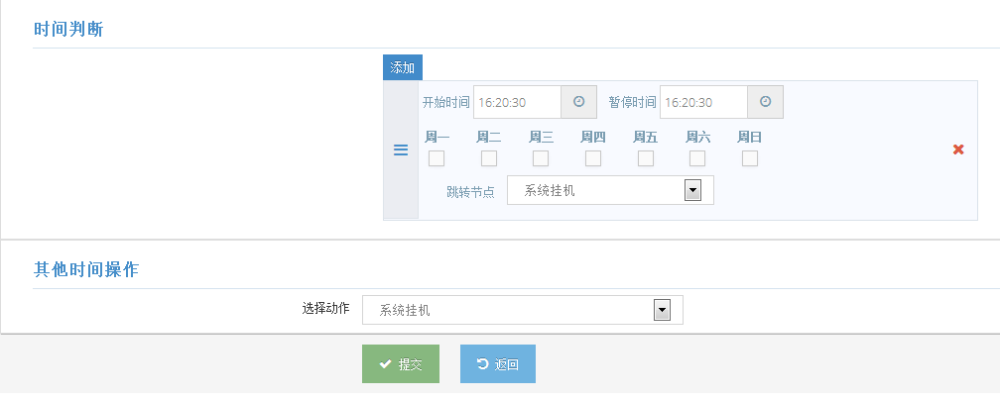 时间判断
添加
开始时间 16:20:30 暂停时间 16:20:30
周一 周二 周三 周四 周五 周六 周日
跳转节点 系统挂机
其他时间操作
选择动作 系统挂机
提交 返回